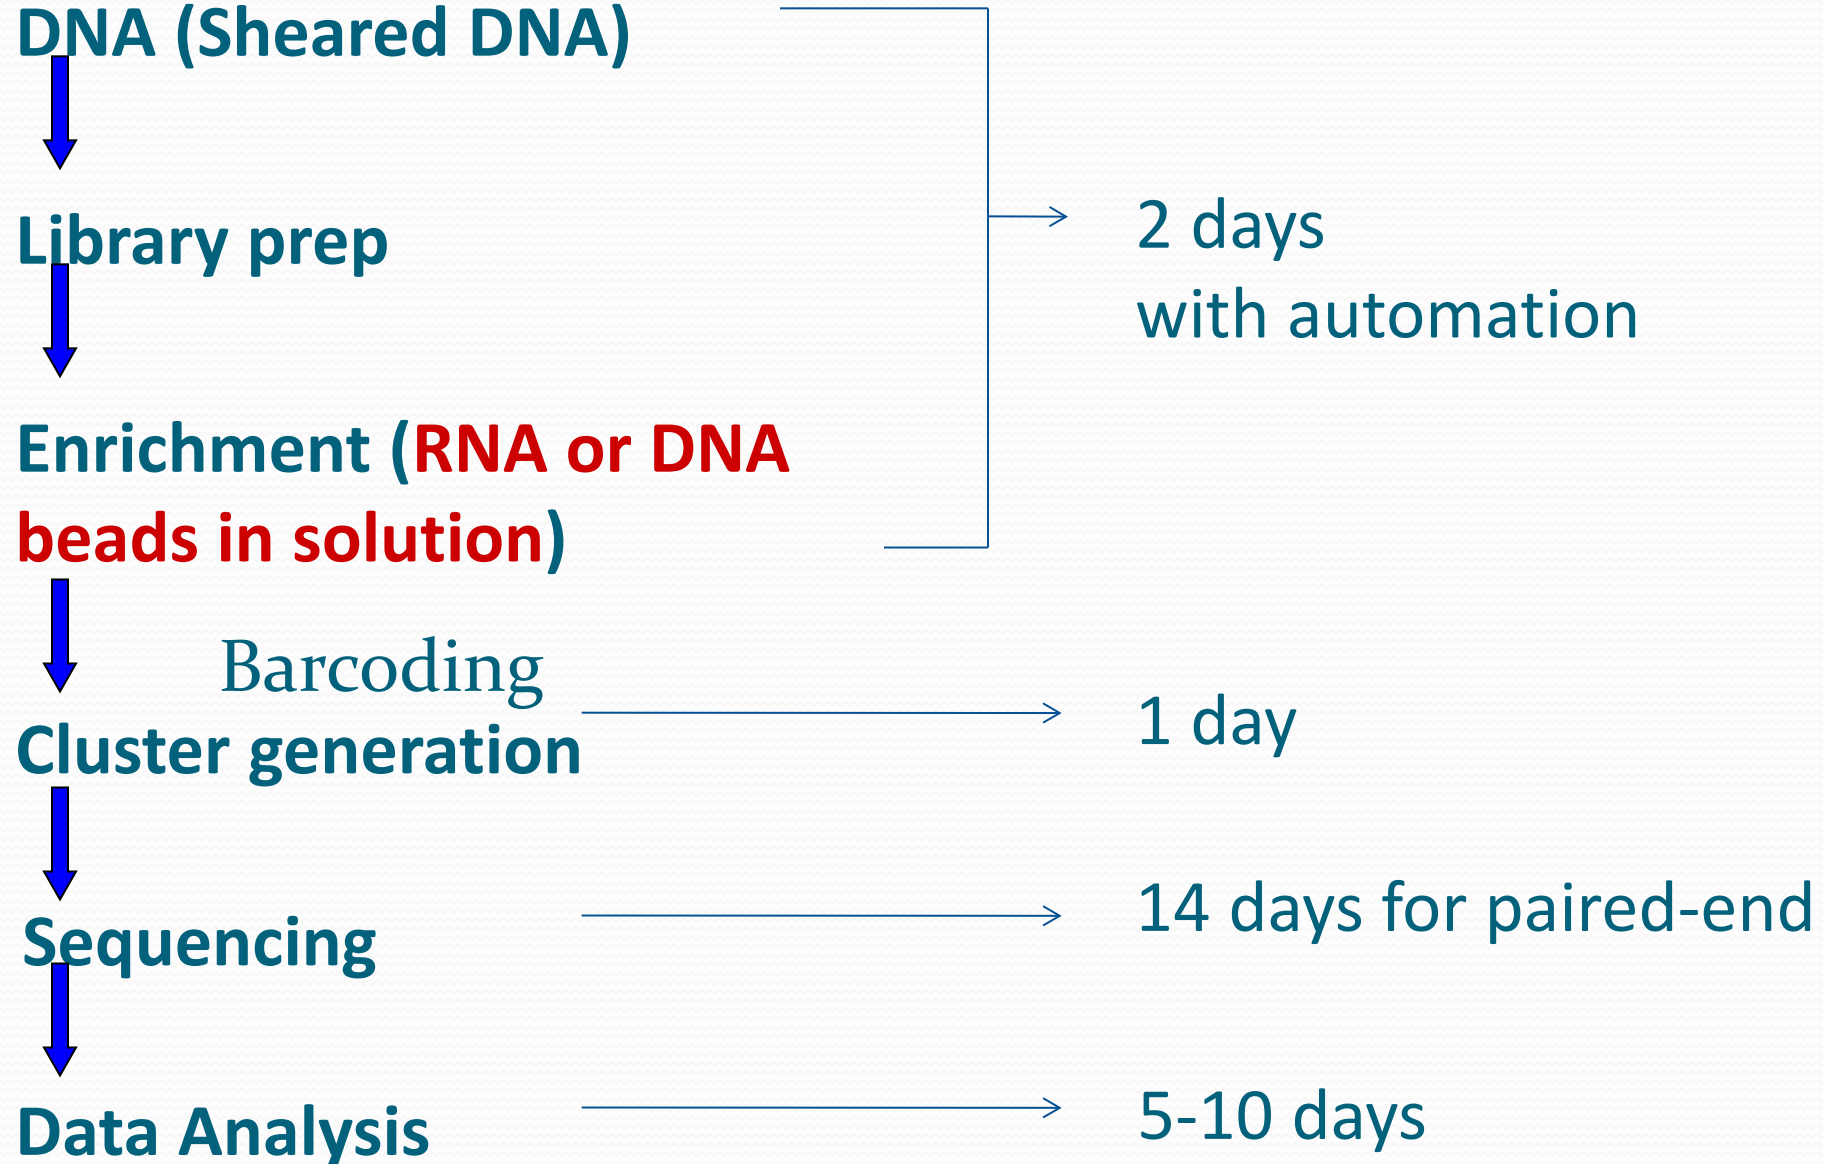 DNA (Sheared DNA)
Library prep
2 days
with automation
Enrichment (RNA or DNA
beads in solution)
Barcoding
Cluster generation
1 day
Sequencing
14 days for paired-end
Data Analysis
5-10 days